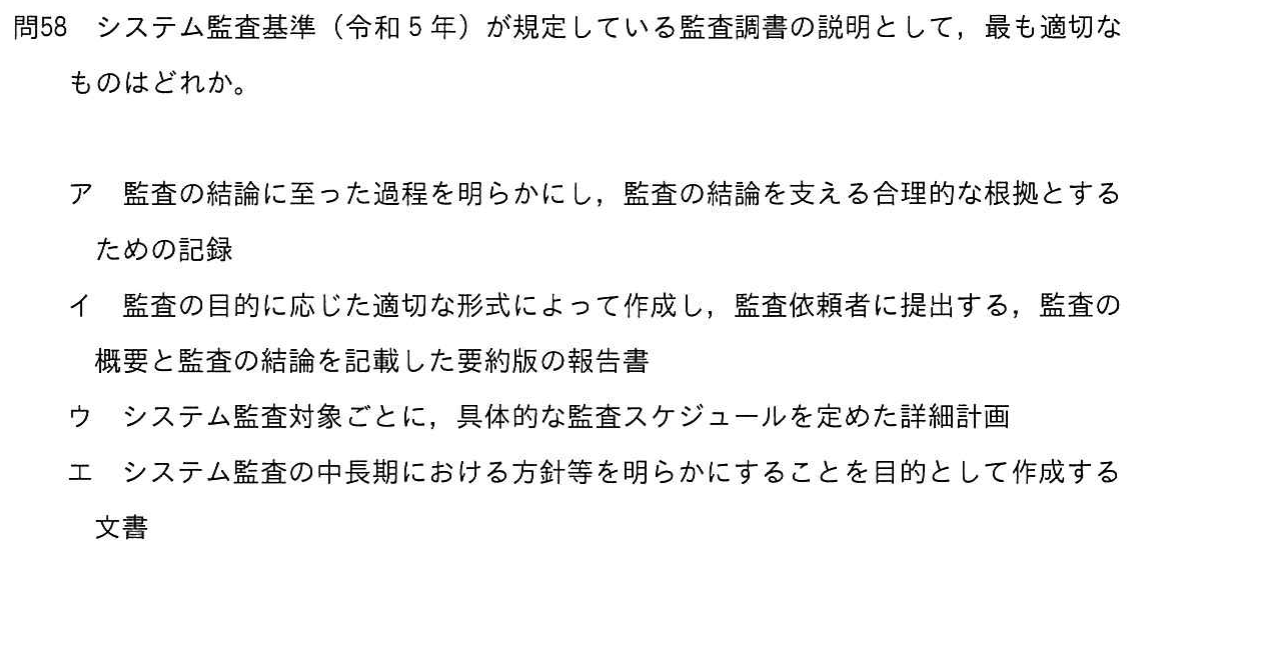 問58　システム監査基準（令和5年）が規定している監査調書の説明として，最も適切な
ものはどれか。
ア　監査の結論に至った過程を明らかにし，監査の結論を支える合理的な根拠とする
ための記録
イ　監査の目的に応じた適切な形式によって作成し，監査依頼者に提出する，監査の
概要と監査の結論を記載した要約版の報告書
ウ　システム監査対象ごとに，具体的な監査スケジュールを定めた詳細計画
エ　システム監査の中長期における方針等を明らかにすることを目的として作成する
文書